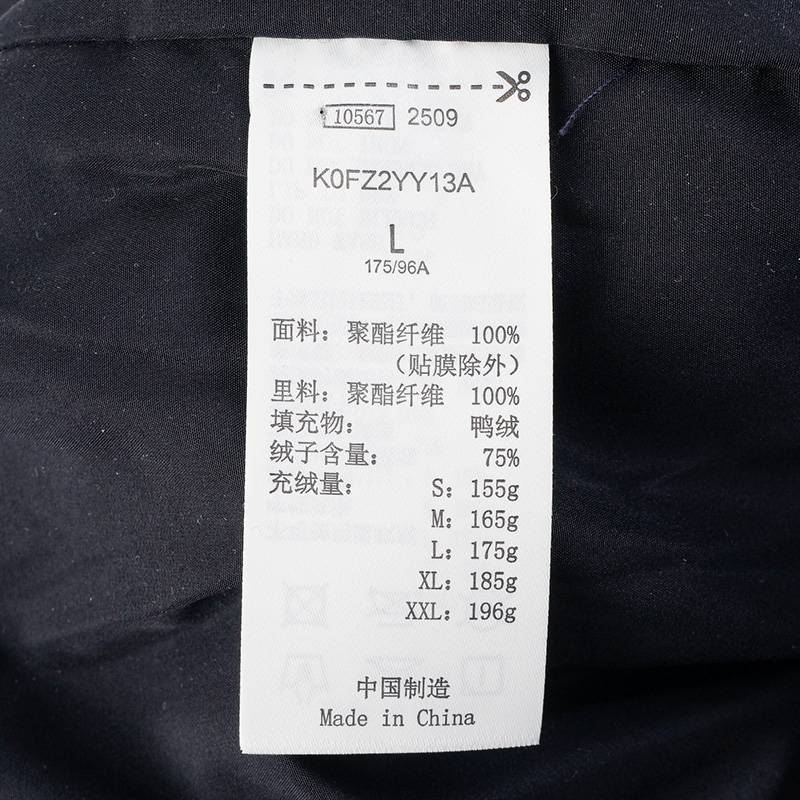 10567 2509
K0FZ2YY13A
L
175/96A
面料：聚酯纤维 100%
（贴膜除外）
里料：聚酯纤维 100%
填充物： 鸭绒
绒子含量： 75%
充绒量： S：155g
M：165g
L：175g
XL：185g
XXL：196g
中国制造
Made in China